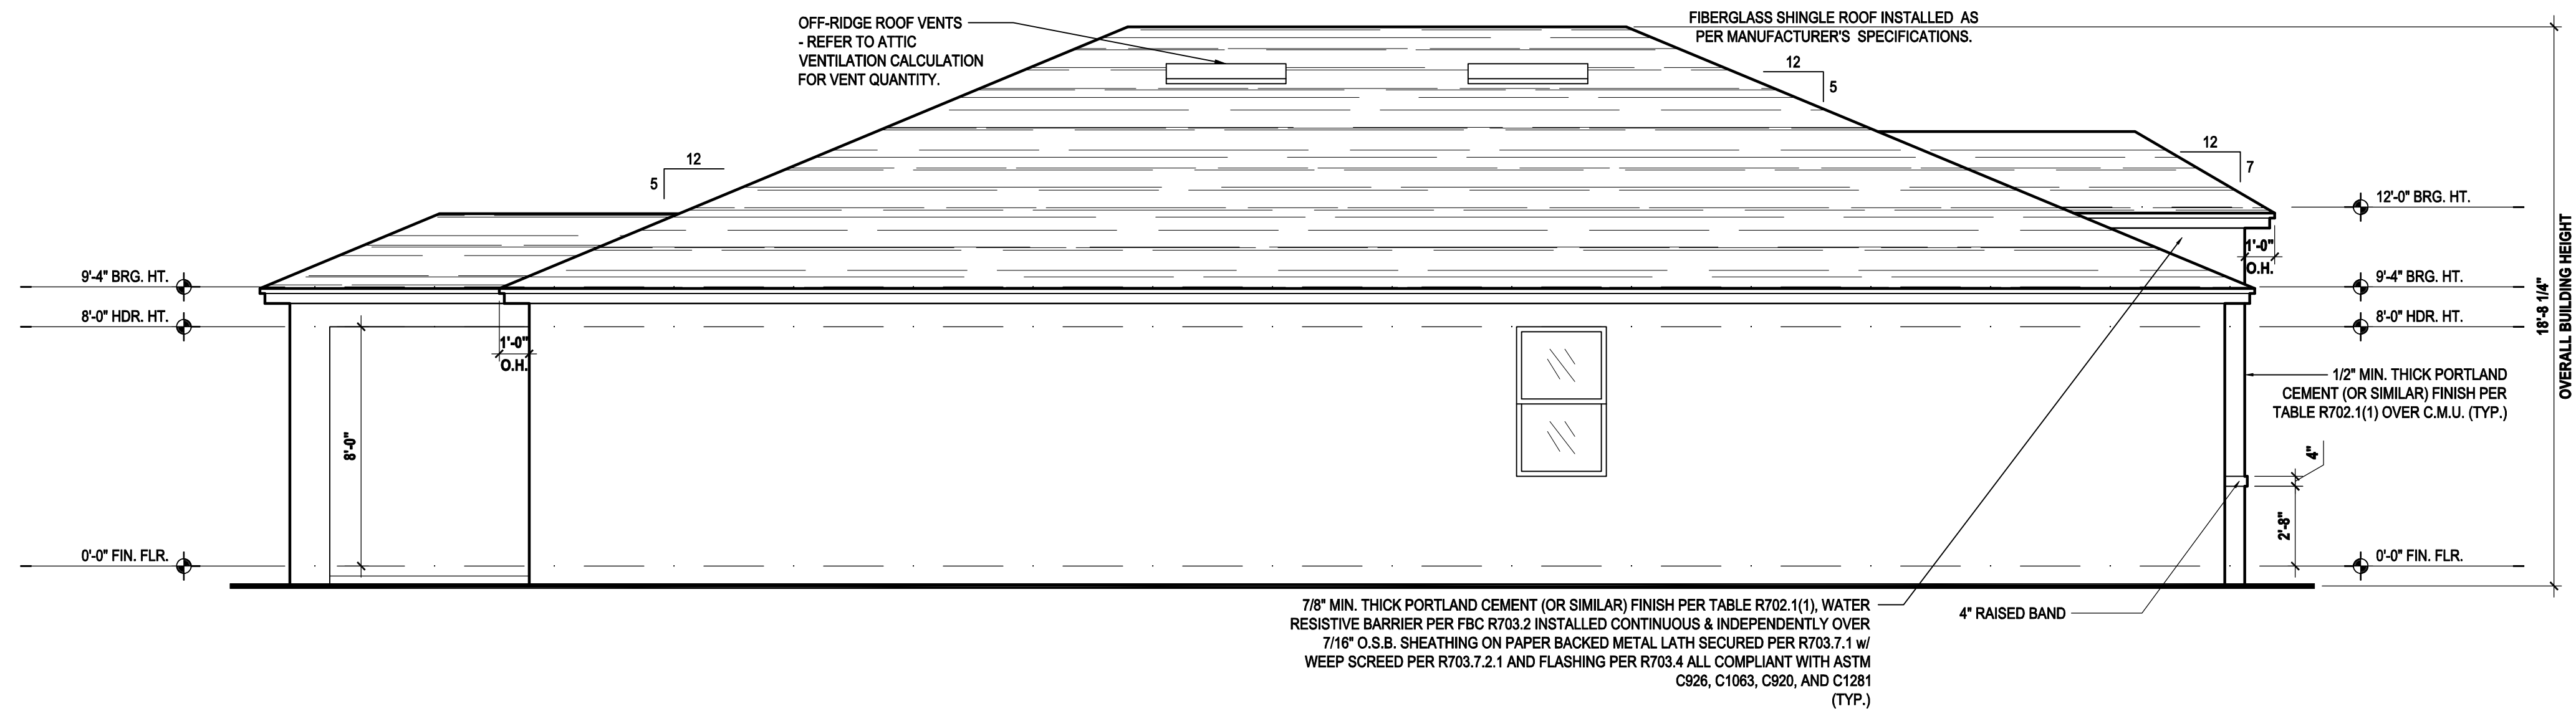 OFF-RIDGE ROOF VENTS
- REFER TO ATTIC
VENTILATION CALCULATION
FOR VENT QUANTITY.
FIBERGLASS SHINGLE ROOF INSTALLED AS
PER MANUFACTURER'S SPECIFICATIONS.
12
5
12
5
12
7
12'-0" BRG. HT.
1'-0"
O.H.
9'-4" BRG. HT.
9'-4" BRG. HT.
8'-0" HDR. HT.
8'-0" HDR. HT.
18'-8 1/4"
OVERALL BUILDING HEIGHT
1'-0"
O.H.
8'-0"
1/2" MIN. THICK PORTLAND
CEMENT (OR SIMILAR) FINISH PER
TABLE R702.1(1) OVER C.M.U. (TYP.)
4"
2'-8"
0'-0" FIN. FLR.
0'-0" FIN. FLR.
7/8" MIN. THICK PORTLAND CEMENT (OR SIMILAR) FINISH PER TABLE R702.1(1), WATER
RESISTIVE BARRIER PER FBC R703.2 INSTALLED CONTINUOUS & INDEPENDENTLY OVER
7/16" O.S.B. SHEATHING ON PAPER BACKED METAL LATH SECURED PER R703.7.1 w/
WEEP SCREED PER R703.7.2.1 AND FLASHING PER R703.4 ALL COMPLIANT WITH ASTM
C926, C1063, C920, AND C1281
(TYP.)
4" RAISED BAND